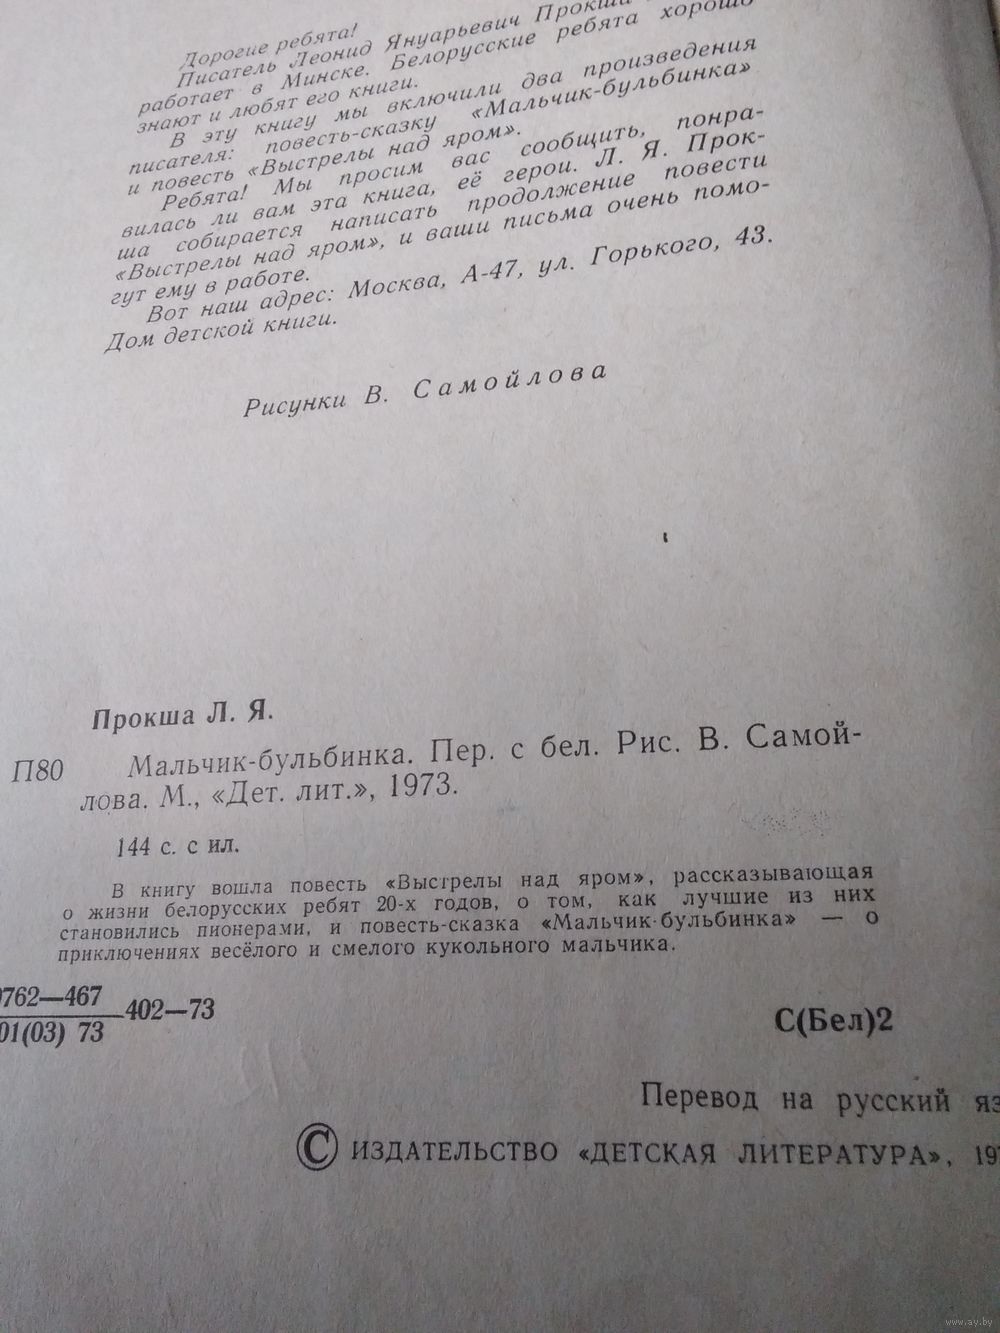 Дорогие ребята!
Писатель Леонид Януарьевич Прокша
работает в Минске. Белорусские ребята хорошо
знают и любят его книги.
В эту книгу мы включили два произведения
писателя: повесть-сказку «Мальчик-бульбинка»
и повесть «Выстрелы над яром».
Ребята! Мы просим вас сообщить, понра-
вилась ли вам эта книга, её герои. Л. Я. Прок-
ша собирается написать продолжение повести
«Выстрелы над яром», и ваши письма очень помо-
гут ему в работе.
Вот наш адрес: Москва, А-47, ул. Горького, 43.
Дом детской книги.
Рисунки В. Самойлова
Прокша Л. Я.
П80 Мальчик-бульбинка. Пер. с бел. Рис. В. Самой-
лова. М., «Дет. лит.», 1973.
144 с. с ил.
В книгу вошла повесть «Выстрелы над яром», рассказывающая
о жизни белорусских ребят 20-х годов, о том, как лучшие из них
становились пионерами, и повесть-сказка «Мальчик-бульбинка» — о
приключениях весёлого и смелого кукольного мальчика.
0762—467
01(03) 73
402—73
С(Бел)2
Перевод на русский яз
© ИЗДАТЕЛЬСТВО «ДЕТСКАЯ ЛИТЕРАТУРА», 19
www.ay.by